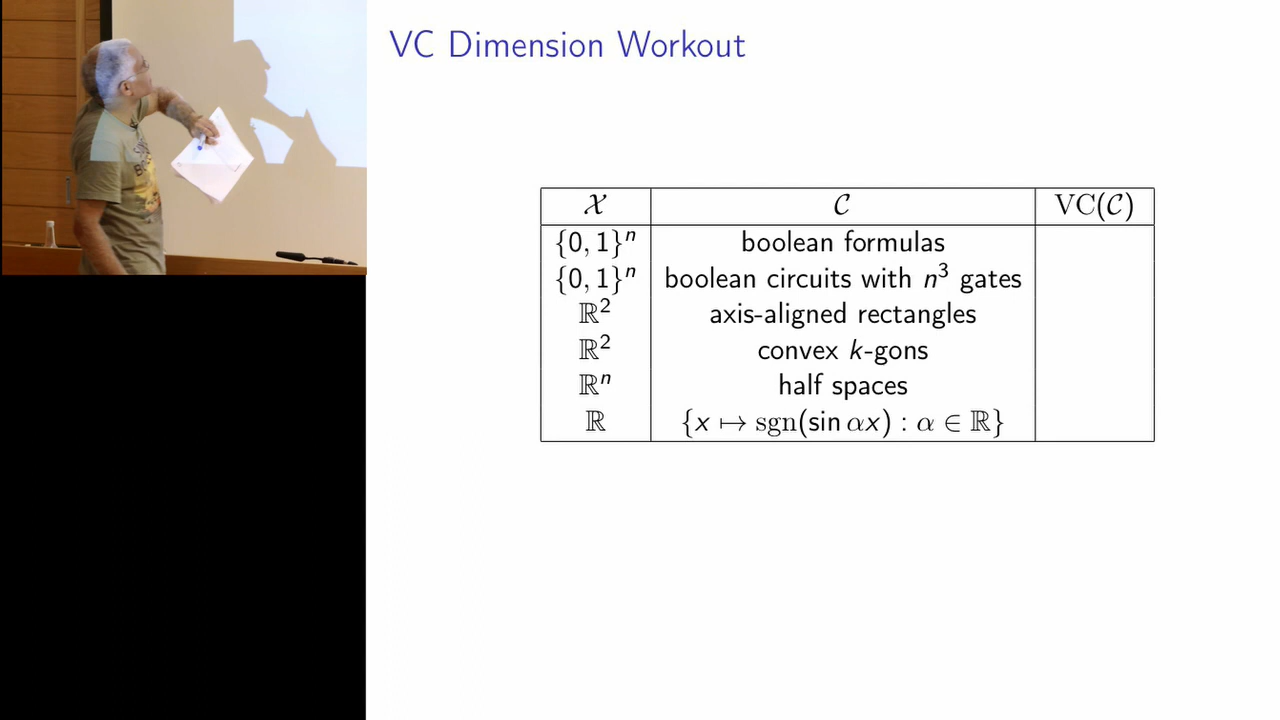 VC Dimension Workout
𝒳 𝒞 VC(𝒞)
{0, 1}ⁿ boolean formulas
{0, 1}ⁿ boolean circuits with n³ gates
ℝ² axis-aligned rectangles
ℝ² convex k-gons
ℝⁿ half spaces
ℝ {x ↦ sgn(sin αx) : α ∈ ℝ}